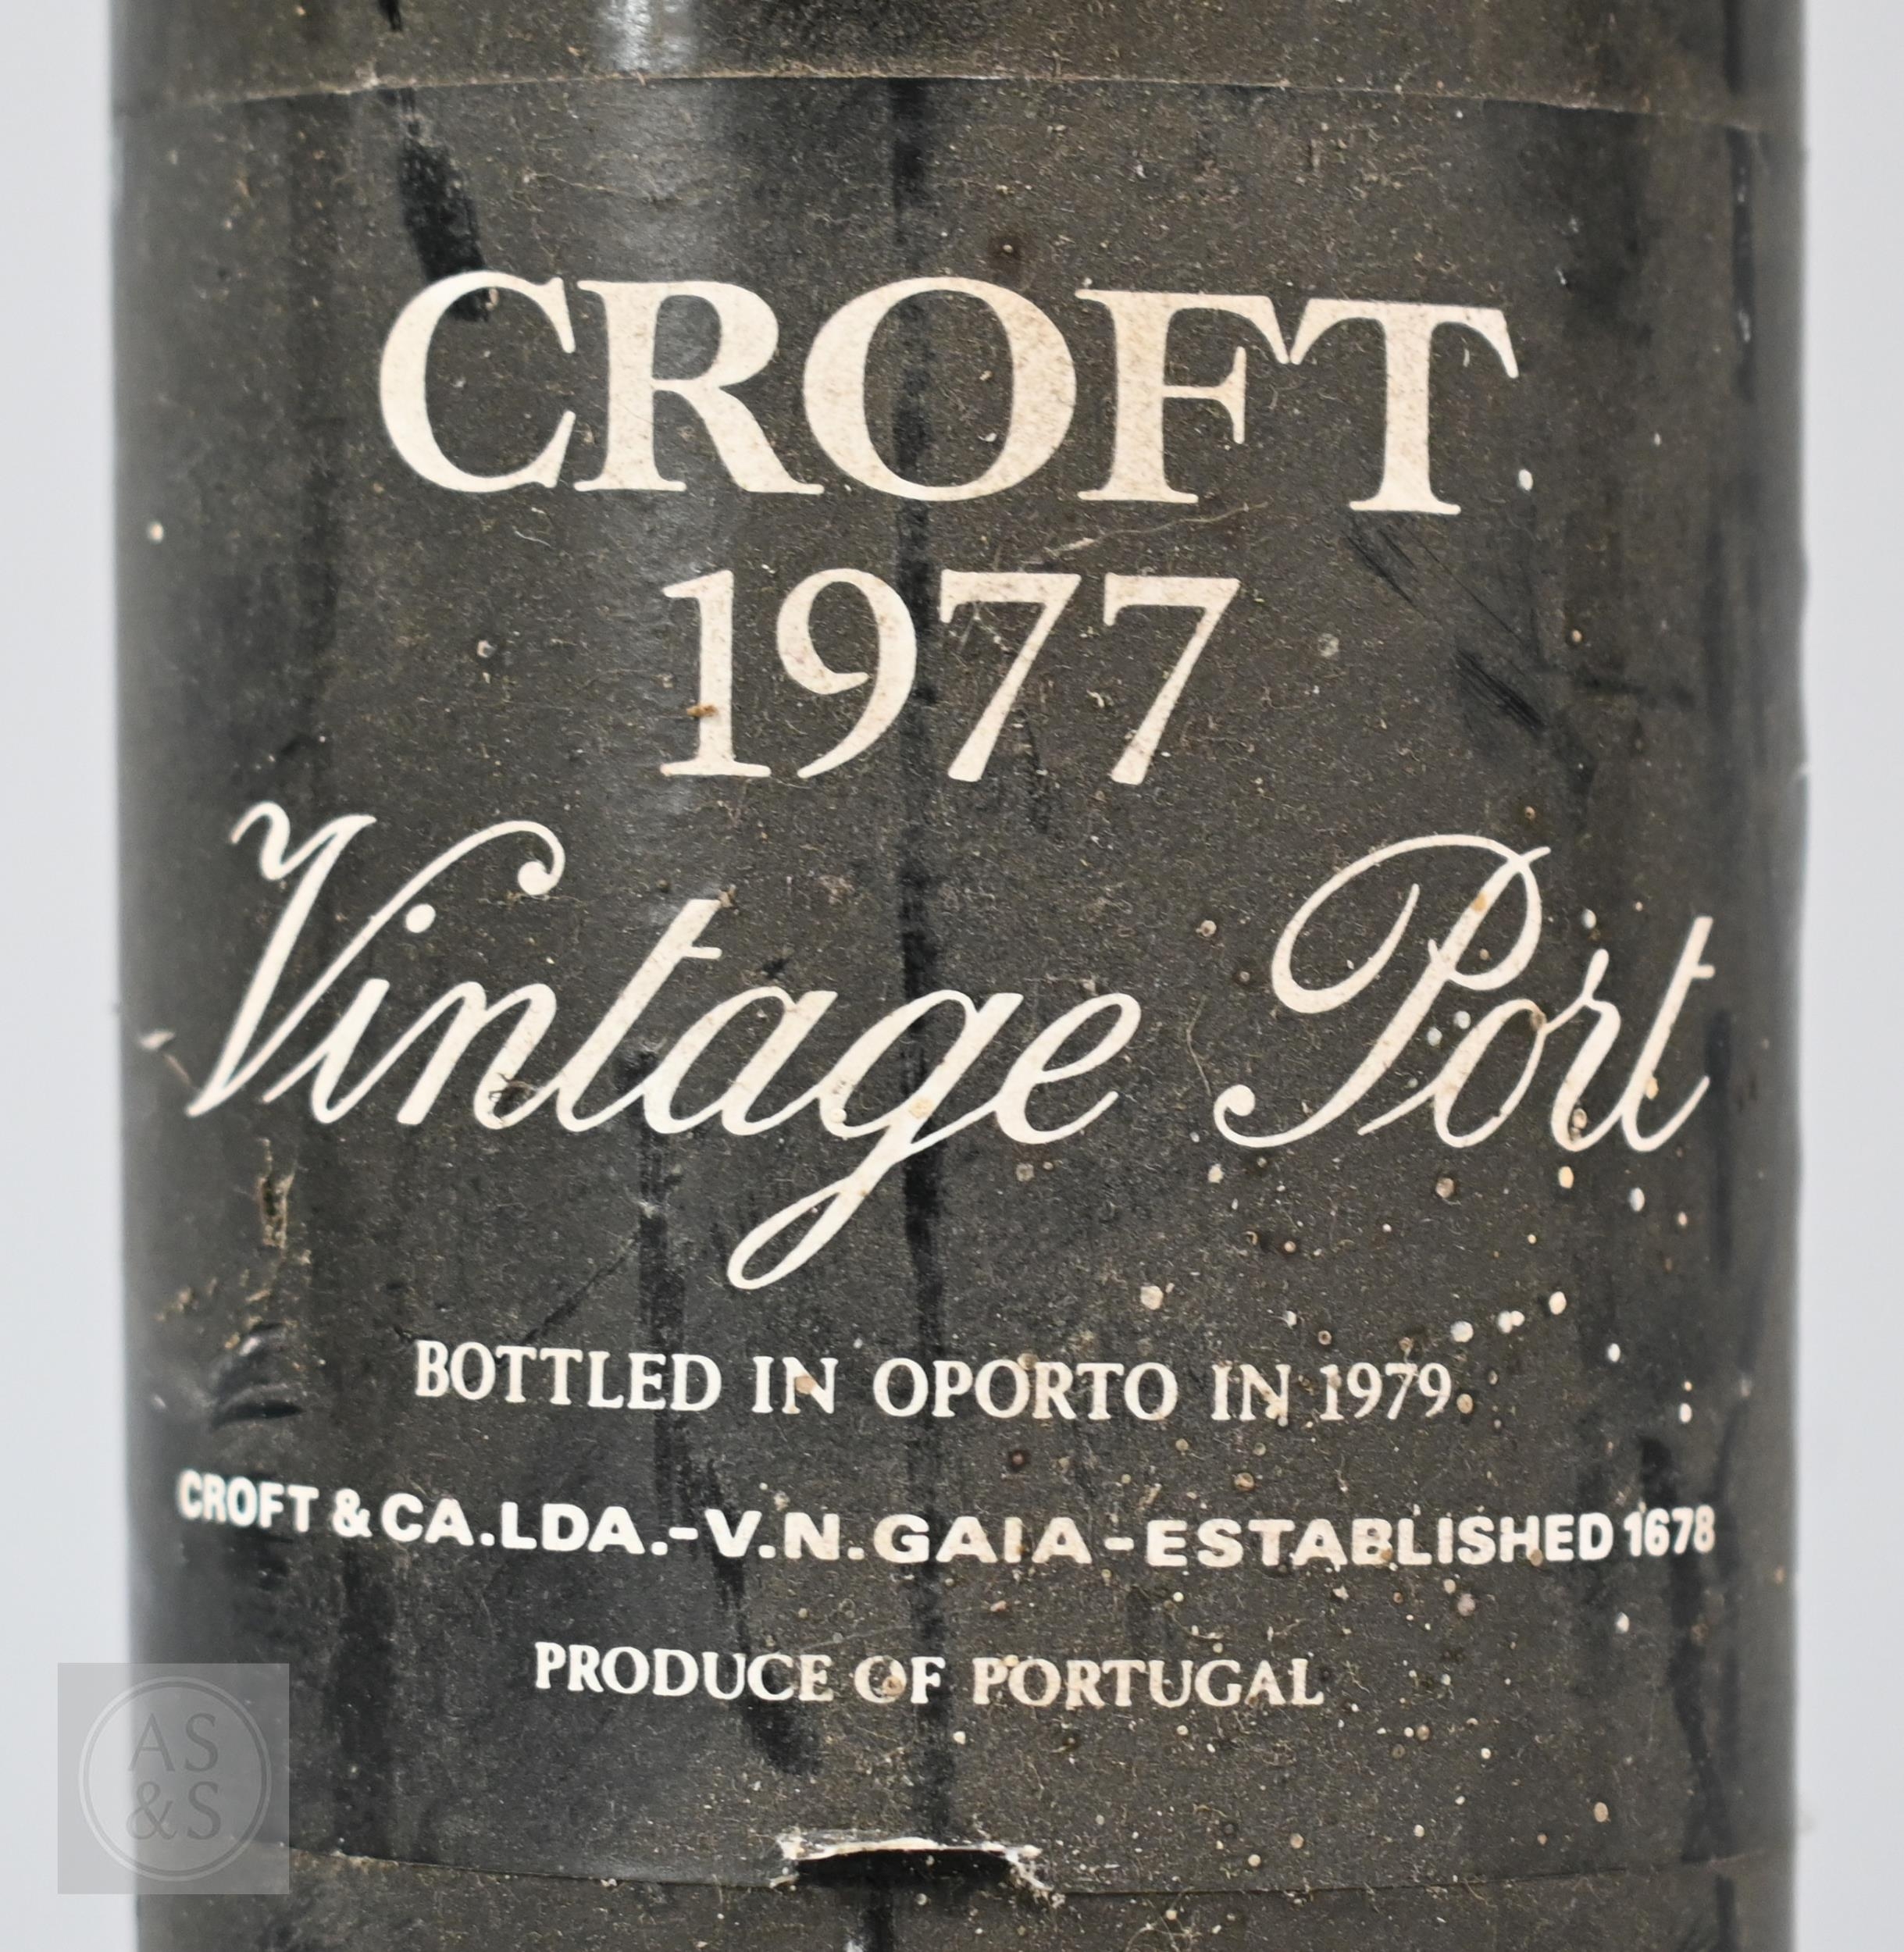 CROFT
1977
Vintage Port
BOTTLED IN OPORTO IN 1979.
CROFT & CA. LDA. - V.N. GAIA - ESTABLISHED 1678
PRODUCE OF PORTUGAL
AS
&S